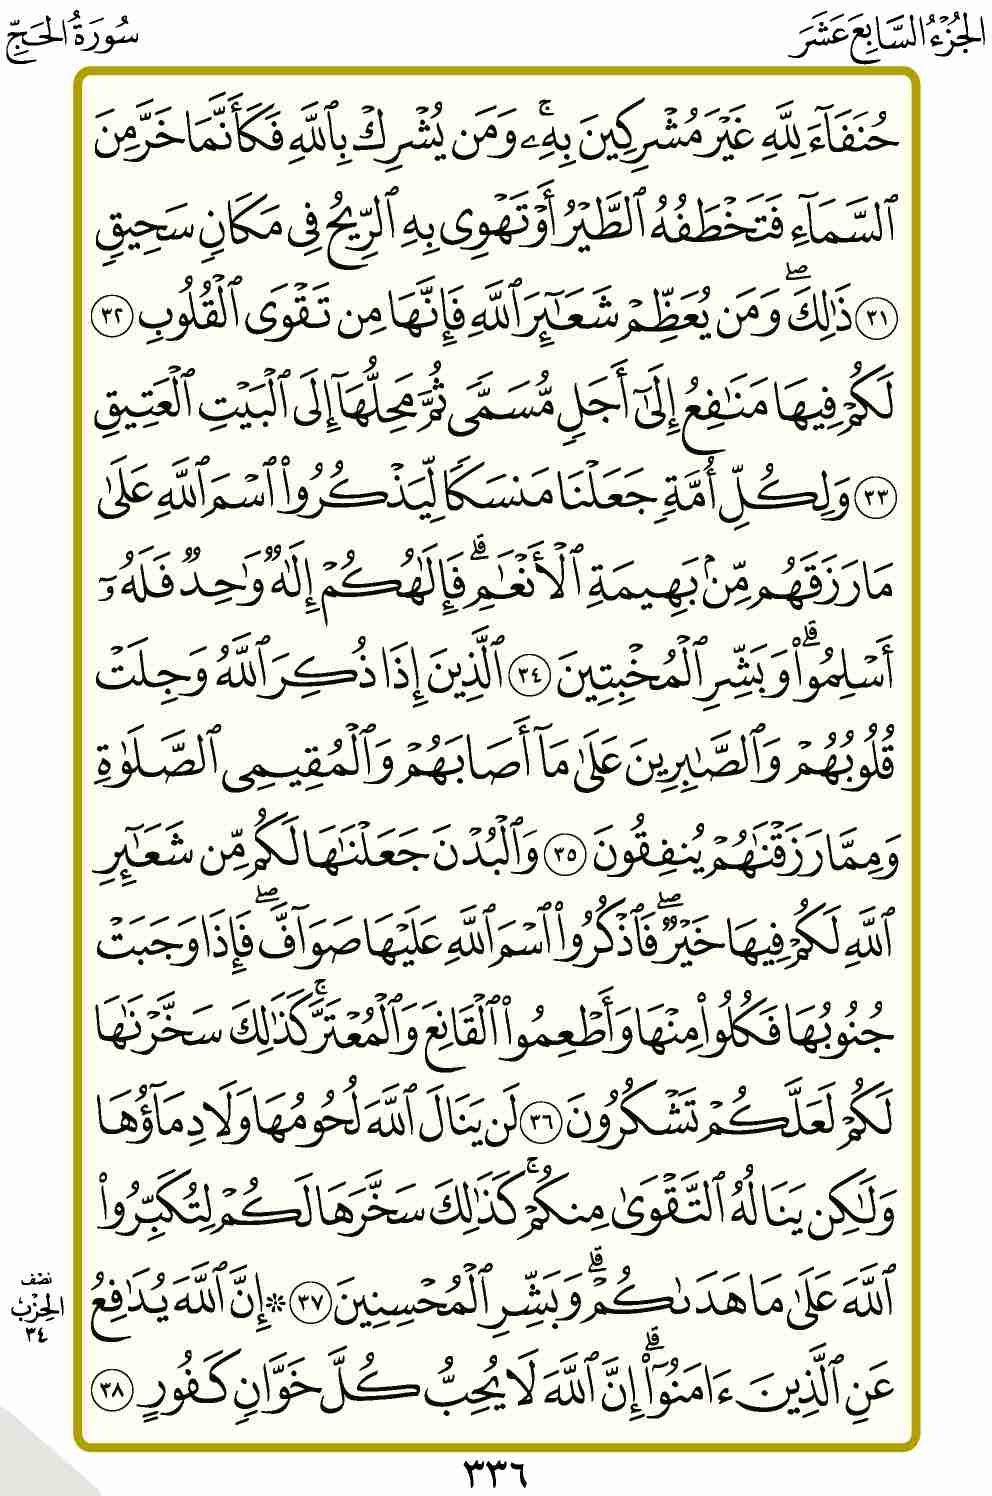 الجُزْءُ السَّابِعَ عَشَرَ
سُورَةُ الحَجِّ
حُنَفَآءَ لِلَّهِ غَيْرَ مُشْرِكِينَ بِهِۦۚ وَمَن يُشْرِكْ بِٱللَّهِ فَكَأَنَّمَا خَرَّ مِنَ
ٱلسَّمَآءِ فَتَخْطَفُهُ ٱلطَّيْرُ أَوْ تَهْوِى بِهِ ٱلرِّيحُ فِى مَكَانٍ سَحِيقٍ
٣١ ذَٰلِكَۖ وَمَن يُعَظِّمْ شَعَٰٓئِرَ ٱللَّهِ فَإِنَّهَا مِن تَقْوَى ٱلْقُلُوبِ ٣٢
لَكُمْ فِيهَا مَنَٰفِعُ إِلَىٰٓ أَجَلٍ مُّسَمًّى ثُمَّ مَحِلُّهَآ إِلَى ٱلْبَيْتِ ٱلْعَتِيقِ
٣٣ وَلِكُلِّ أُمَّةٍ جَعَلْنَا مَنسَكًا لِّيَذْكُرُوا۟ ٱسْمَ ٱللَّهِ عَلَىٰ
مَا رَزَقَهُم مِّنۢ بَهِيمَةِ ٱلْأَنْعَٰمِۗ فَإِلَٰهُكُمْ إِلَٰهٌ وَٰحِدٌ فَلَهُۥٓ
أَسْلِمُوا۟ۗ وَبَشِّرِ ٱلْمُخْبِتِينَ ٣٤ ٱلَّذِينَ إِذَا ذُكِرَ ٱللَّهُ وَجِلَتْ
قُلُوبُهُمْ وَٱلصَّٰبِرِينَ عَلَىٰ مَآ أَصَابَهُمْ وَٱلْمُقِيمِى ٱلصَّلَوٰةِ
وَمِمَّا رَزَقْنَٰهُمْ يُنفِقُونَ ٣٥ وَٱلْبُدْنَ جَعَلْنَٰهَا لَكُم مِّن شَعَٰٓئِرِ
ٱللَّهِ لَكُمْ فِيهَا خَيْرٌۖ فَٱذْكُرُوا۟ ٱسْمَ ٱللَّهِ عَلَيْهَا صَوَآفَّۖ فَإِذَا وَجَبَتْ
جُنُوبُهَا فَكُلُوا۟ مِنْهَا وَأَطْعِمُوا۟ ٱلْقَانِعَ وَٱلْمُعْتَرَّۚ كَذَٰلِكَ سَخَّرْنَٰهَا
لَكُمْ لَعَلَّكُمْ تَشْكُرُونَ ٣٦ لَن يَنَالَ ٱللَّهَ لُحُومُهَا وَلَا دِمَآؤُهَا
وَلَٰكِن يَنَالُهُ ٱلتَّقْوَىٰ مِنكُمْۚ كَذَٰلِكَ سَخَّرَهَا لَكُمْ لِتُكَبِّرُوا۟
ٱللَّهَ عَلَىٰ مَا هَدَىٰكُمْۗ وَبَشِّرِ ٱلْمُحْسِنِينَ ٣٧ ۞ إِنَّ ٱللَّهَ يُدَٰفِعُ
عَنِ ٱلَّذِينَ ءَامَنُوٓا۟ۗ إِنَّ ٱللَّهَ لَا يُحِبُّ كُلَّ خَوَّانٍ كَفُورٍ ٣٨
نصف
الحِزْبُ
٣٤
٣٣٦